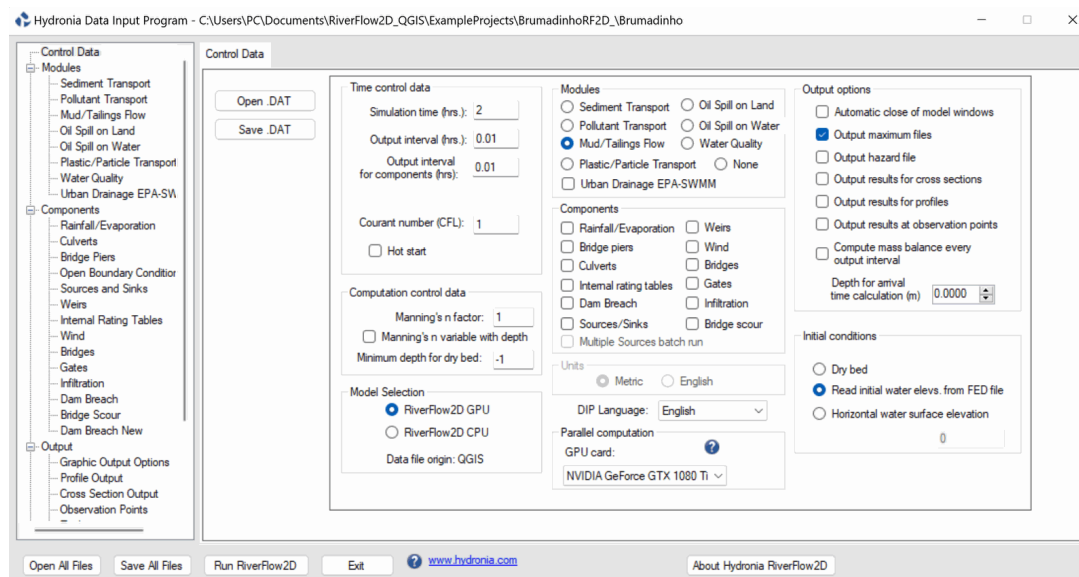 Hydronia Data Input Program - C:\Users\PC\Documents\RiverFlow2D_QGIS\ExampleProjects\BrumadinhoRF2D_\Brumadinho
Control Data
Modules
Sediment Transport
Pollutant Transport
Mud/Tailings Flow
Oil Spill on Land
Oil Spill on Water
Plastic/Particle Transport
Water Quality
Urban Drainage EPA-SW
Components
Rainfall/Evaporation
Culverts
Bridge Piers
Open Boundary Condition
Sources and Sinks
Weirs
Internal Rating Tables
Wind
Bridges
Gates
Infiltration
Dam Breach
Bridge Scour
Dam Breach New
Output
Graphic Output Options
Profile Output
Cross Section Output
Observation Points
Control Data
Open .DAT
Save .DAT
Time control data
Simulation time (hrs.): 2
Output interval (hrs.): 0.01
Output interval
for components (hrs): 0.01
Courant number (CFL): 1
Hot start
Computation control data
Manning's n factor: 1
Manning's n variable with depth
Minimum depth for dry bed: -1
Model Selection
RiverFlow2D GPU
RiverFlow2D CPU
Data file origin: QGIS
Modules
Sediment Transport Oil Spill on Land
Pollutant Transport Oil Spill on Water
Mud/Tailings Flow Water Quality
Plastic/Particle Transport None
Urban Drainage EPA-SWMM
Components
Rainfall/Evaporation Weirs
Bridge piers Wind
Culverts Bridges
Internal rating tables Gates
Dam Breach Infiltration
Sources/Sinks Bridge scour
Multiple Sources batch run
Units
Metric English
DIP Language: English
Parallel computation
GPU card: ?
NVIDIA GeForce GTX 1080 Ti
Output options
Automatic close of model windows
Output maximum files
Output hazard file
Output results for cross sections
Output results for profiles
Output results at observation points
Compute mass balance every
output interval
Depth for arrival
time calculation (m) 0.0000
Initial conditions
Dry bed
Read initial water elevs. from FED file
Horizontal water surface elevation
0
Open All Files Save All Files Run RiverFlow2D Exit ? www.hydronia.com About Hydronia RiverFlow2D